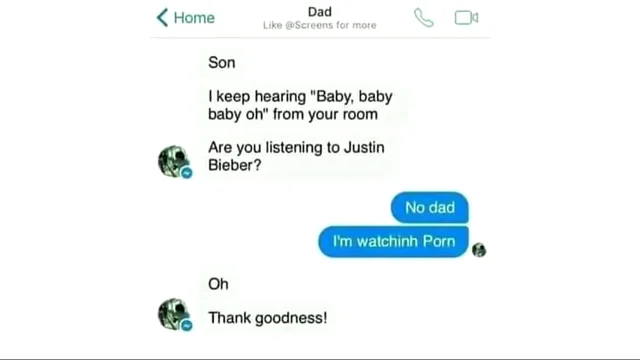 Home
Dad
Like @Screens for more
Son
I keep hearing "Baby, baby
baby oh" from your room
Are you listening to Justin
Bieber?
No dad
I'm watchinh Porn
Oh
Thank goodness!